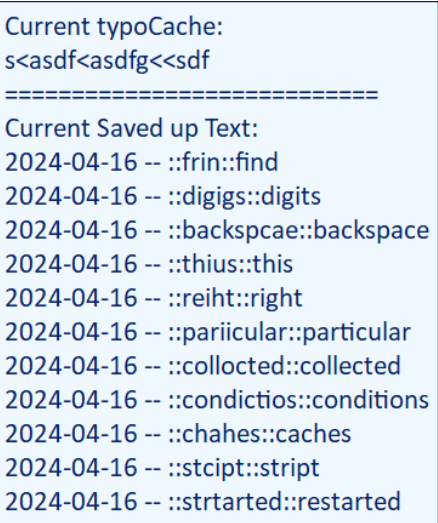 Current typoCache:
s<asdf<asdfg<<sdf
============================
Current Saved up Text:
2024-04-16 -- ::frin::find
2024-04-16 -- ::digigs::digits
2024-04-16 -- ::backspcae::backspace
2024-04-16 -- ::thius::this
2024-04-16 -- ::reiht::right
2024-04-16 -- ::pariicular::particular
2024-04-16 -- ::collocted::collected
2024-04-16 -- ::condictios::conditions
2024-04-16 -- ::chahes::caches
2024-04-16 -- ::stcipt::stript
2024-04-16 -- ::strtarted::restarted